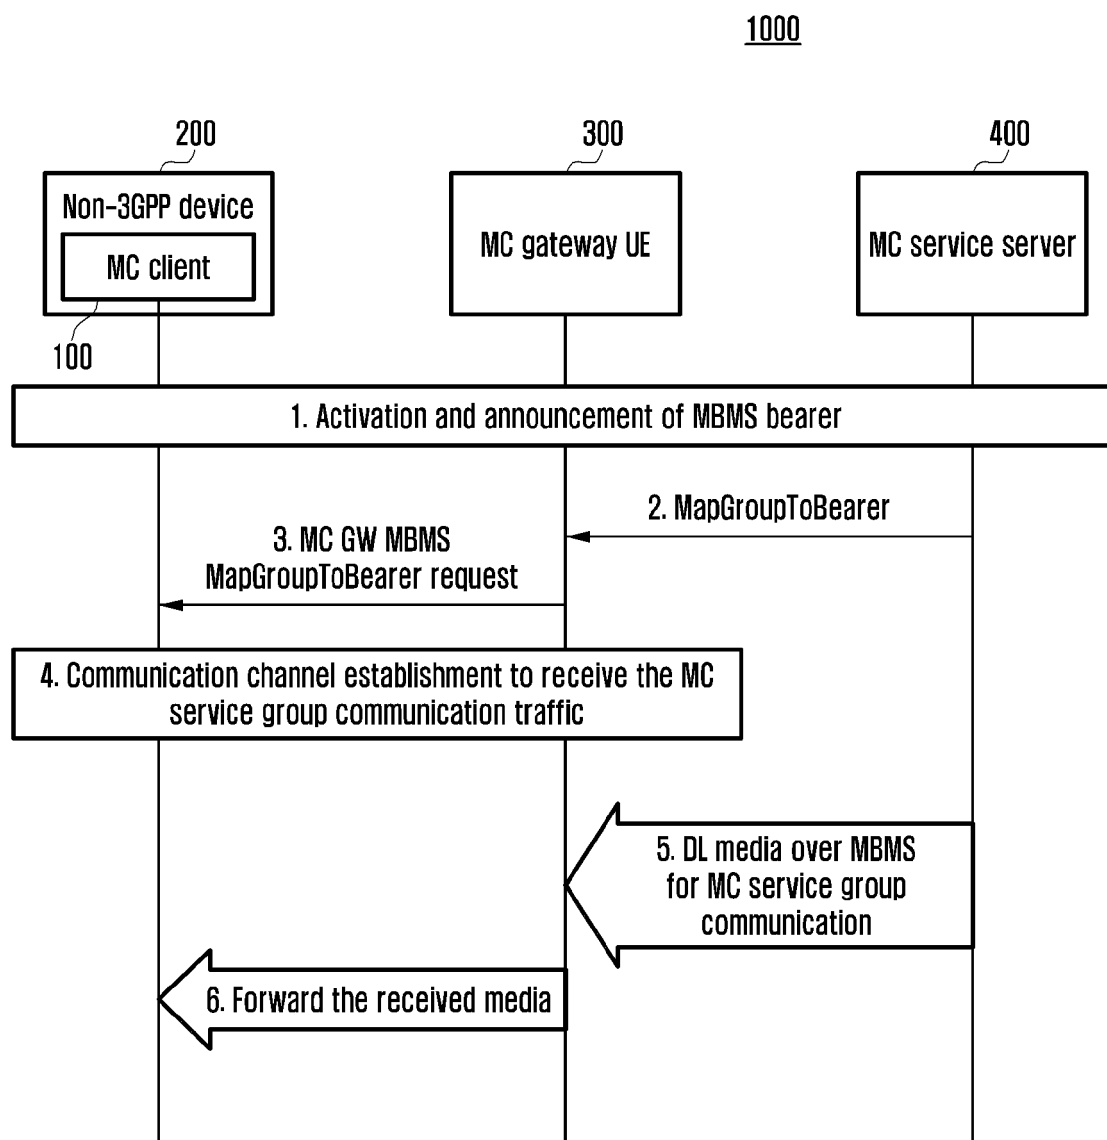 1000
200
300
400
Non-3GPP device
MC client
MC gateway UE
MC service server
100
1. Activation and announcement of MBMS bearer
2. MapGroupToBearer
3. MC GW MBMS
MapGroupToBearer request
4. Communication channel establishment to receive the MC
service group communication traffic
5. DL media over MBMS
for MC service group
communication
6. Forward the received media